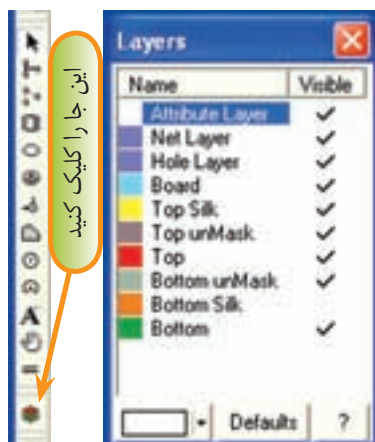 این جا را کلیک کنید
Layers
Name Visible
Attribute Layer
Net Layer
Hole Layer
Board
Top Silk
Top unMask
Top
Bottom unMask
Bottom Silk
Bottom
Defaults ?
A